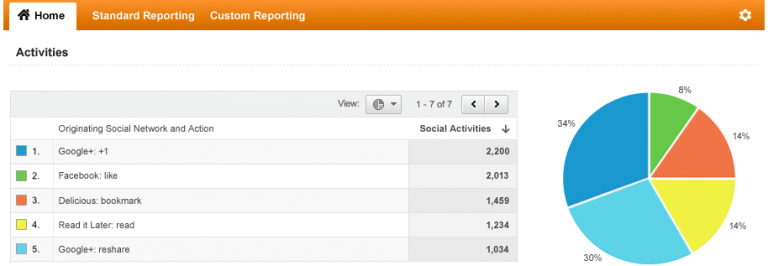 Home Standard Reporting Custom Reporting
Activities
View: 1 - 7 of 7
Originating Social Network and Action Social Activities
1. Google+: +1 2,200
2. Facebook: like 2,013
3. Delicious: bookmark 1,459
4. Read it Later: read 1,234
5. Google+: reshare 1,034
8%
34%
14%
14%
30%